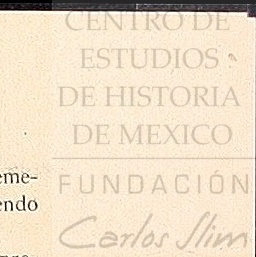 CENTRO DE
ESTUDIOS
DE HISTORIA
DE MEXICO
eme-
FUNDACIÓN
endo
Carlos Slim